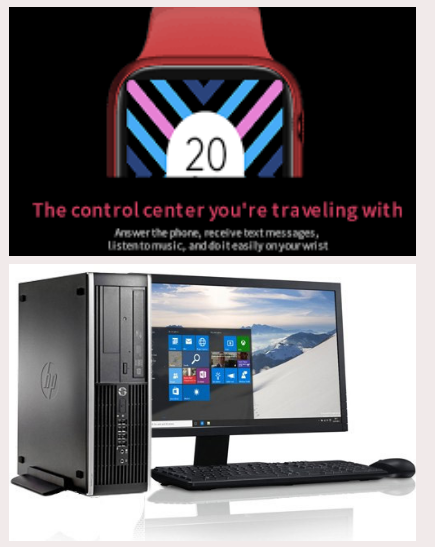 20
The control center you're traveling with
Answer the phone, receive text messages,
listen to music, and do it easily on your wrist
hp